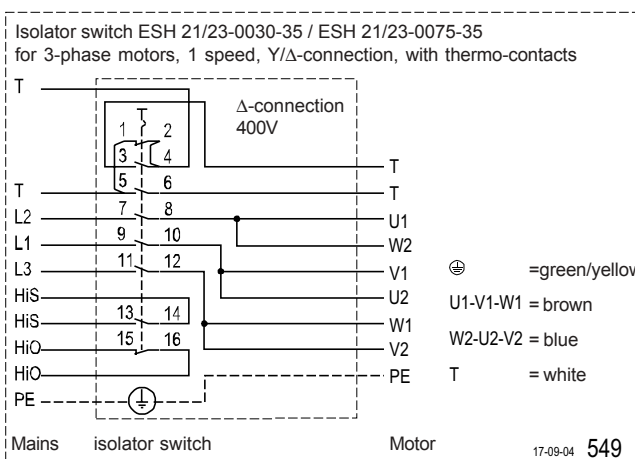 Isolator switch ESH 21/23-0030-35 / ESH 21/23-0075-35
for 3-phase motors, 1 speed, Y/Δ-connection, with thermo-contacts
T
Δ-connection
400V
T
1 2
3 4
T
5 6
T
T
L2 7 8
U1
W2
L1 9 10
V1
U2
L3 11 12
W1
V2
HiS
HiS 13 14
HiO 15 16
HiO
PE
PE
=green/yellow
U1-V1-W1 = brown
W2-U2-V2 = blue
T = white
Mains isolator switch Motor
17-09-04 549